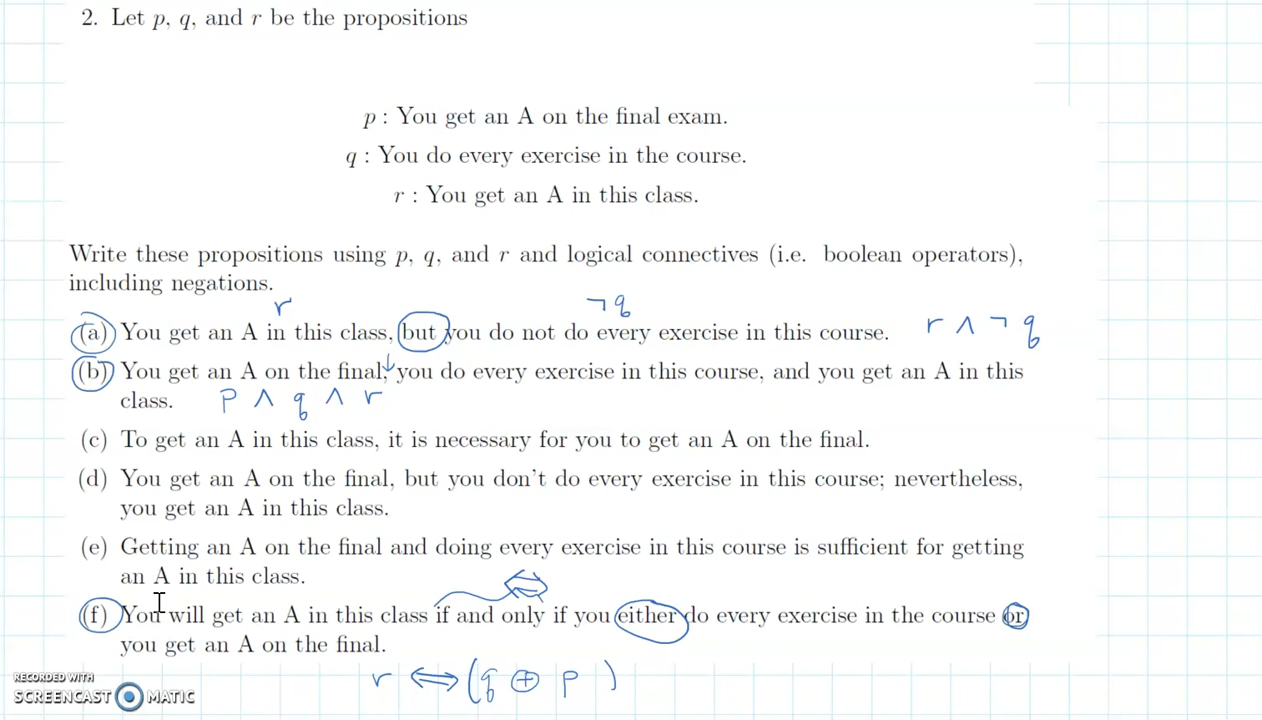 2. Let p, q, and r be the propositions
p : You get an A on the final exam.
q : You do every exercise in the course.
r : You get an A in this class.
Write these propositions using p, q, and r and logical connectives (i.e. boolean operators),
including negations.
r ¬q
(a) You get an A in this class, but you do not do every exercise in this course. r ∧ ¬ q
(b) You get an A on the final, you do every exercise in this course, and you get an A in this
class. p ∧ q ∧ r
(c) To get an A in this class, it is necessary for you to get an A on the final.
(d) You get an A on the final, but you don't do every exercise in this course; nevertheless,
you get an A in this class.
(e) Getting an A on the final and doing every exercise in this course is sufficient for getting
an A in this class.
⇔
(f) You will get an A in this class if and only if you either do every exercise in the course or
you get an A on the final.
r ⇔ (q ⊕ p )
RECORDED WITH
SCREENCAST MATIC